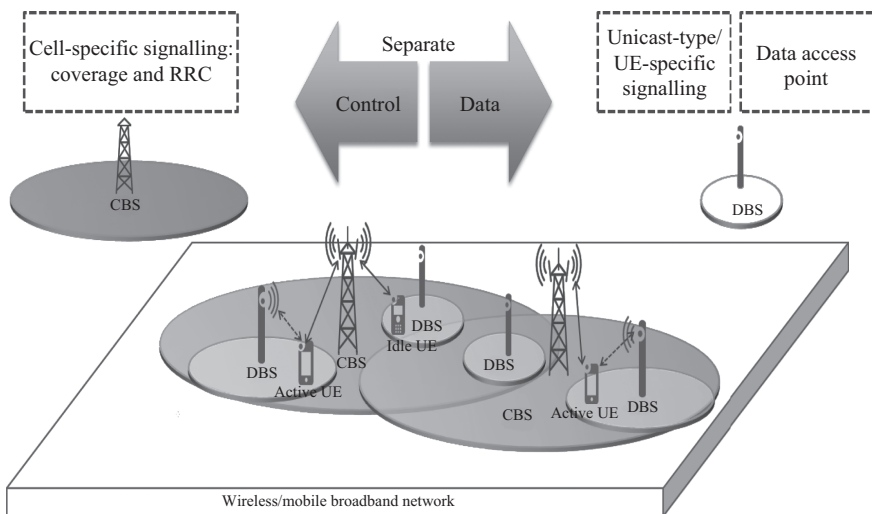 Cell-specific signalling:
coverage and RRC
Separate
Control
Data
Unicast-type/
UE-specific
signalling
Data access
point
CBS
DBS
DBS
Idle UE
DBS
CBS
Active UE
DBS
CBS
Active UE
DBS
Wireless/mobile broadband network